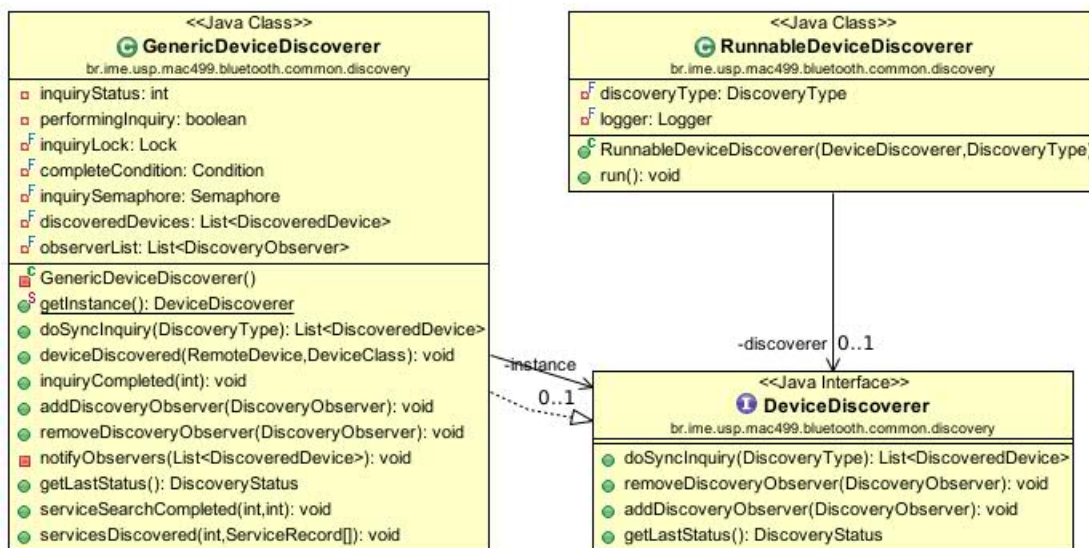 <<Java Class>>
GenericDeviceDiscoverer
br.ime.usp.mac499.bluetooth.common.discovery
inquiryStatus: int
performingInquiry: boolean
inquiryLock: Lock
completeCondition: Condition
inquirySemaphore: Semaphore
discoveredDevices: List<DiscoveredDevice>
observerList: List<DiscoveryObserver>
GenericDeviceDiscoverer()
getInstance(): DeviceDiscoverer
doSyncInquiry(DiscoveryType): List<DiscoveredDevice>
deviceDiscovered(RemoteDevice,DeviceClass): void
inquiryCompleted(int): void
addDiscoveryObserver(DiscoveryObserver): void
removeDiscoveryObserver(DiscoveryObserver): void
notifyObservers(List<DiscoveredDevice>): void
getLastStatus(): DiscoveryStatus
serviceSearchCompleted(int,int): void
servicesDiscovered(int,ServiceRecord[]): void
<<Java Class>>
RunnableDeviceDiscoverer
br.ime.usp.mac499.bluetooth.common.discovery
discoveryType: DiscoveryType
logger: Logger
RunnableDeviceDiscoverer(DeviceDiscoverer,DiscoveryType)
run(): void
-discoverer 0..1
-instance
0..1
<<Java Interface>>
DeviceDiscoverer
br.ime.usp.mac499.bluetooth.common.discovery
doSyncInquiry(DiscoveryType): List<DiscoveredDevice>
removeDiscoveryObserver(DiscoveryObserver): void
addDiscoveryObserver(DiscoveryObserver): void
getLastStatus(): DiscoveryStatus